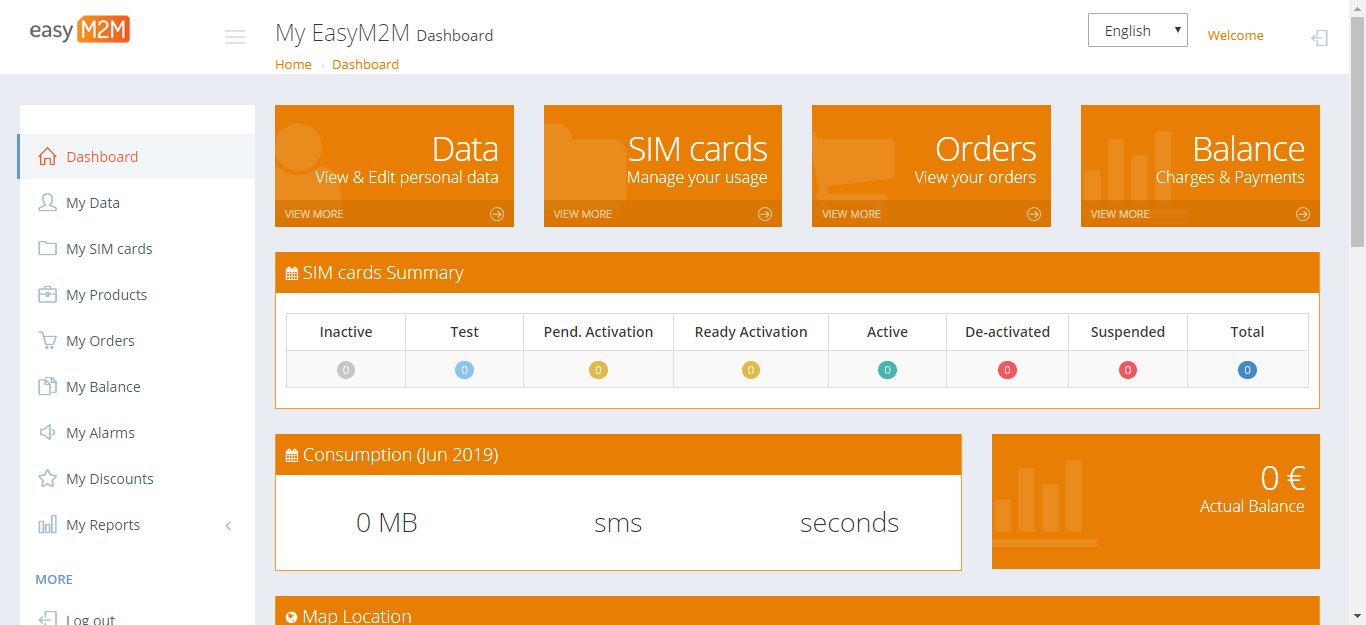 easy M2M
My EasyM2M Dashboard
Home Dashboard
English
Welcome
Dashboard
My Data
My SIM cards
My Products
My Orders
My Balance
My Alarms
My Discounts
My Reports
MORE
Log out
Data
View & Edit personal data
VIEW MORE
SIM cards
Manage your usage
VIEW MORE
Orders
View your orders
VIEW MORE
Balance
Charges & Payments
VIEW MORE
SIM cards Summary
Inactive Test Pend. Activation Ready Activation Active De-activated Suspended Total
0 0 0 0 0 0 0 0
Consumption (Jun 2019)
0 MB sms seconds
0 €
Actual Balance
Map Location